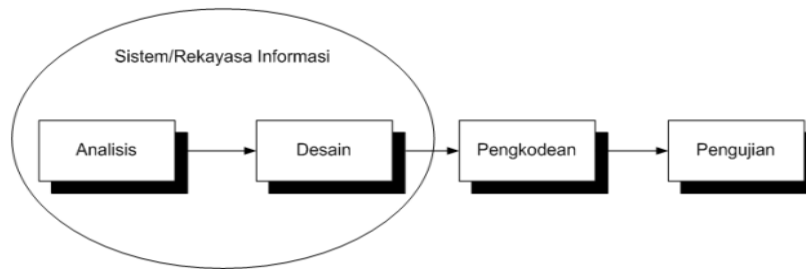 Sistem/Rekayasa Informasi
Analisis
Desain
Pengkodean
Pengujian